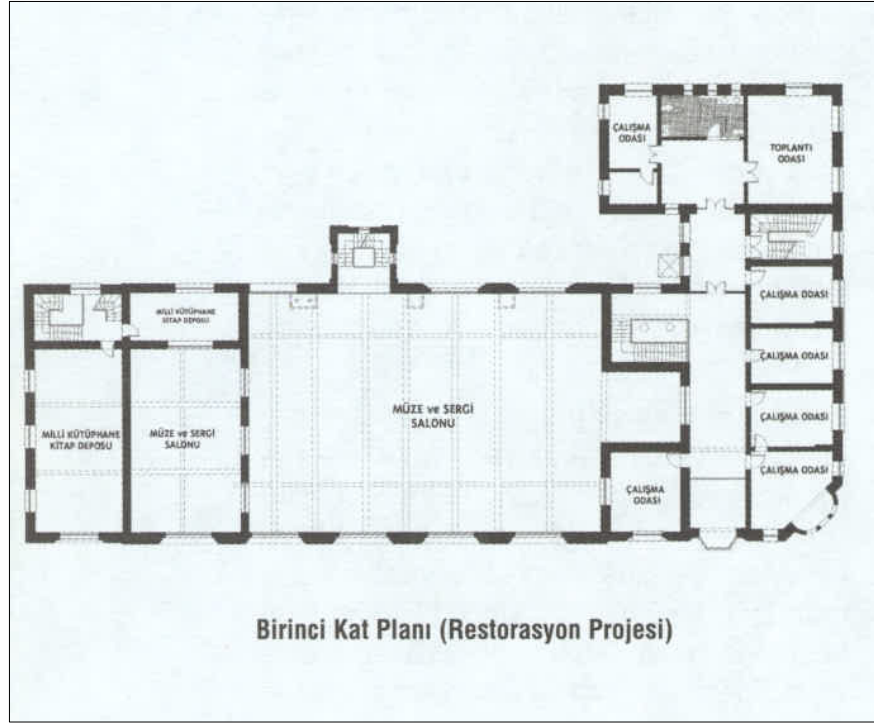 ÇALIŞMA
ODASI
TOPLANTI
ODASI
ÇALIŞMA ODASI
MİLLİ KÜTÜPHANE
KİTAP DEPOSU
ÇALIŞMA ODASI
MÜZE ve SERGİ
SALONU
ÇALIŞMA ODASI
MİLLİ KÜTÜPHANE
KİTAP DEPOSU
MÜZE ve SERGİ
SALONU
ÇALIŞMA ODASI
ÇALIŞMA
ODASI
Birinci Kat Planı (Restorasyon Projesi)